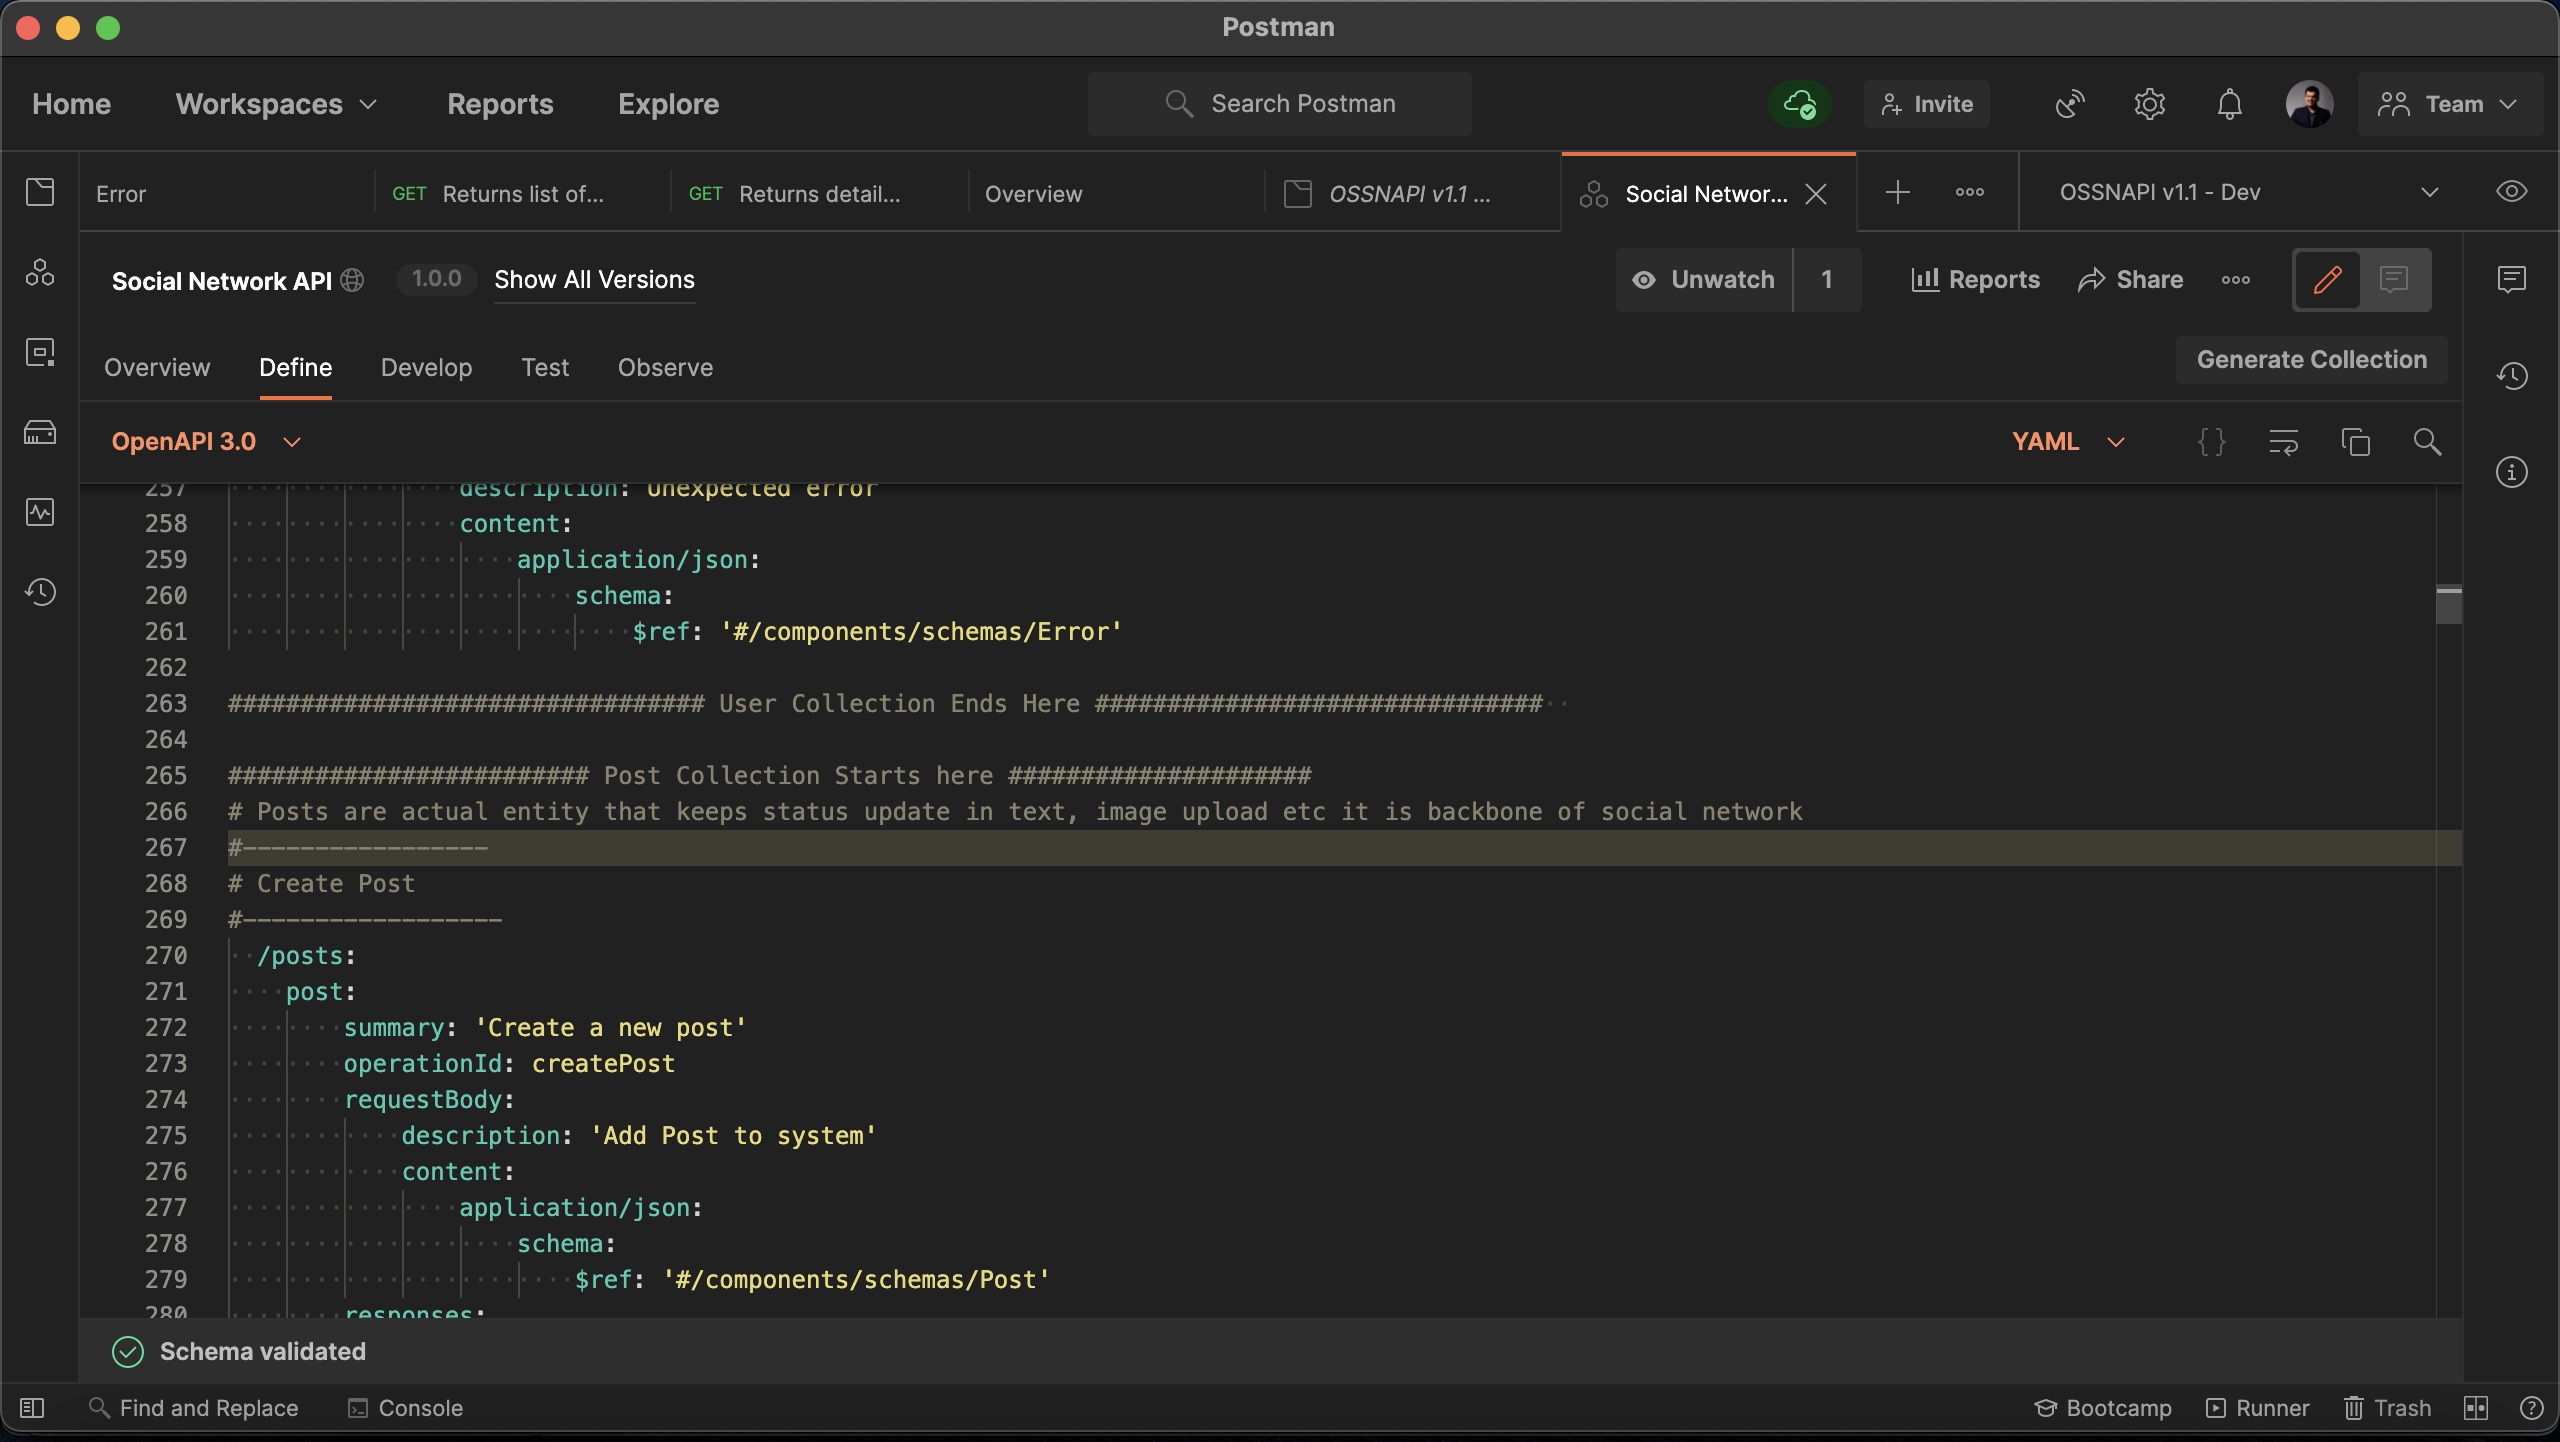 Postman
Home Workspaces Reports Explore Search Postman Invite Team
Error GET Returns list of... GET Returns detail... Overview OSSNAPI v1.1 ... Social Networ... OSSNAPI v1.1 - Dev
Social Network API 1.0.0 Show All Versions Unwatch 1 Reports Share
Overview Define Develop Test Observe Generate Collection
OpenAPI 3.0 YAML
257 description: Unexpected error
258 content:
259 application/json:
260 schema:
261 $ref: '#/components/schemas/Error'
262
263 ################################# User Collection Ends Here ###############################
264
265 ######################### Post Collection Starts here #####################
266 # Posts are actual entity that keeps status update in text, image upload etc it is backbone of social network
267 #-----------------
268 # Create Post
269 #------------------
270 /posts:
271 post:
272 summary: 'Create a new post'
273 operationId: createPost
274 requestBody:
275 description: 'Add Post to system'
276 content:
277 application/json:
278 schema:
279 $ref: '#/components/schemas/Post'
280 responses:
Schema validated
Find and Replace Console Bootcamp Runner Trash